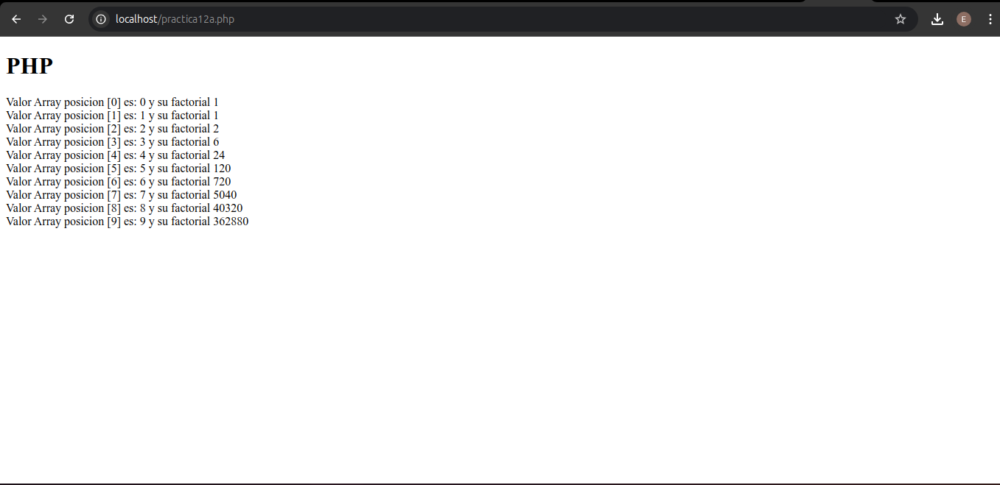 localhost/practica12a.php
E
PHP
Valor Array posicion [0] es: 0 y su factorial 1
Valor Array posicion [1] es: 1 y su factorial 1
Valor Array posicion [2] es: 2 y su factorial 2
Valor Array posicion [3] es: 3 y su factorial 6
Valor Array posicion [4] es: 4 y su factorial 24
Valor Array posicion [5] es: 5 y su factorial 120
Valor Array posicion [6] es: 6 y su factorial 720
Valor Array posicion [7] es: 7 y su factorial 5040
Valor Array posicion [8] es: 8 y su factorial 40320
Valor Array posicion [9] es: 9 y su factorial 362880